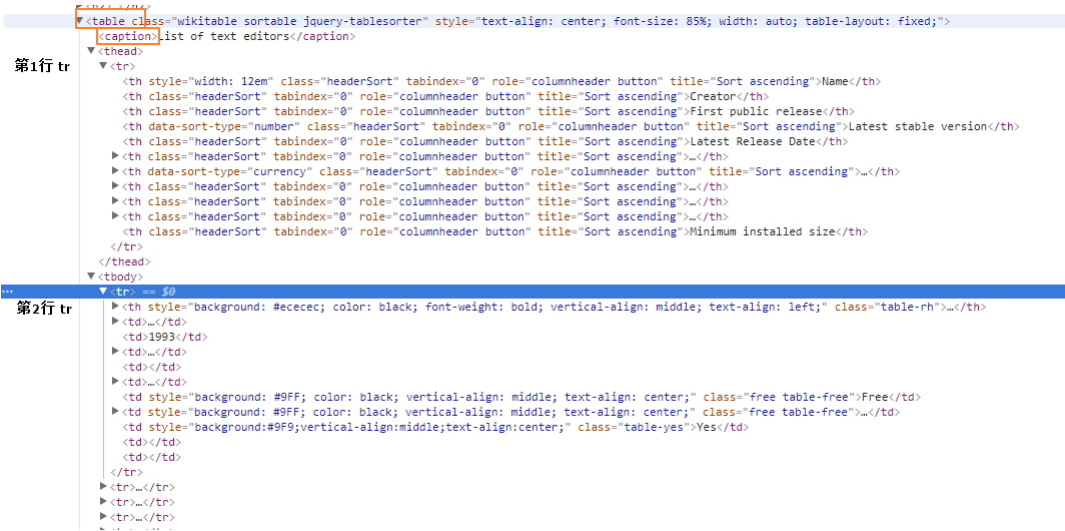 <table class="wikitable sortable jquery-tablesorter" style="text-align: center; font-size: 85%; width: auto; table-layout: fixed;">
<caption>List of text editors</caption>
▼<thead>
第1行 tr
▼<tr>
<th style="width: 12em" class="headerSort" tabindex="0" role="columnheader button" title="Sort ascending">Name</th>
<th class="headerSort" tabindex="0" role="columnheader button" title="Sort ascending">Creator</th>
<th class="headerSort" tabindex="0" role="columnheader button" title="Sort ascending">First public release</th>
<th data-sort-type="number" class="headerSort" tabindex="0" role="columnheader button" title="Sort ascending">Latest stable version</th>
<th class="headerSort" tabindex="0" role="columnheader button" title="Sort ascending">Latest Release Date</th>
▶<th class="headerSort" tabindex="0" role="columnheader button" title="Sort ascending">…</th>
▶<th data-sort-type="currency" class="headerSort" tabindex="0" role="columnheader button" title="Sort ascending">…</th>
▶<th class="headerSort" tabindex="0" role="columnheader button" title="Sort ascending">…</th>
▶<th class="headerSort" tabindex="0" role="columnheader button" title="Sort ascending">…</th>
▶<th class="headerSort" tabindex="0" role="columnheader button" title="Sort ascending">…</th>
<th class="headerSort" tabindex="0" role="columnheader button" title="Sort ascending">Minimum installed size</th>
</tr>
</thead>
▼<tbody>
… ▼<tr> == $0
第2行 tr
▶<th style="background: #ececec; color: black; font-weight: bold; vertical-align: middle; text-align: left;" class="table-rh">…</th>
▶<td>…</td>
<td>1993</td>
▶<td>…</td>
<td></td>
▶<td>…</td>
<td style="background: #9FF; color: black; vertical-align: middle; text-align: center;" class="free table-free">Free</td>
▶<td style="background: #9FF; color: black; vertical-align: middle; text-align: center;" class="free table-free">…</td>
<td style="background:#9F9;vertical-align:middle;text-align:center;" class="table-yes">Yes</td>
<td></td>
<td></td>
</tr>
▶<tr>…</tr>
▶<tr>…</tr>
▶<tr>…</tr>